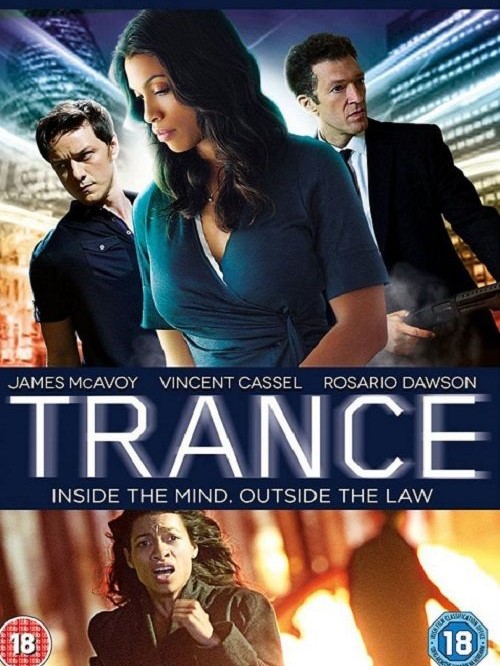 JAMES McAVOY VINCENT CASSEL ROSARIO DAWSON
TRANCE
INSIDE THE MIND. OUTSIDE THE LAW
18
18